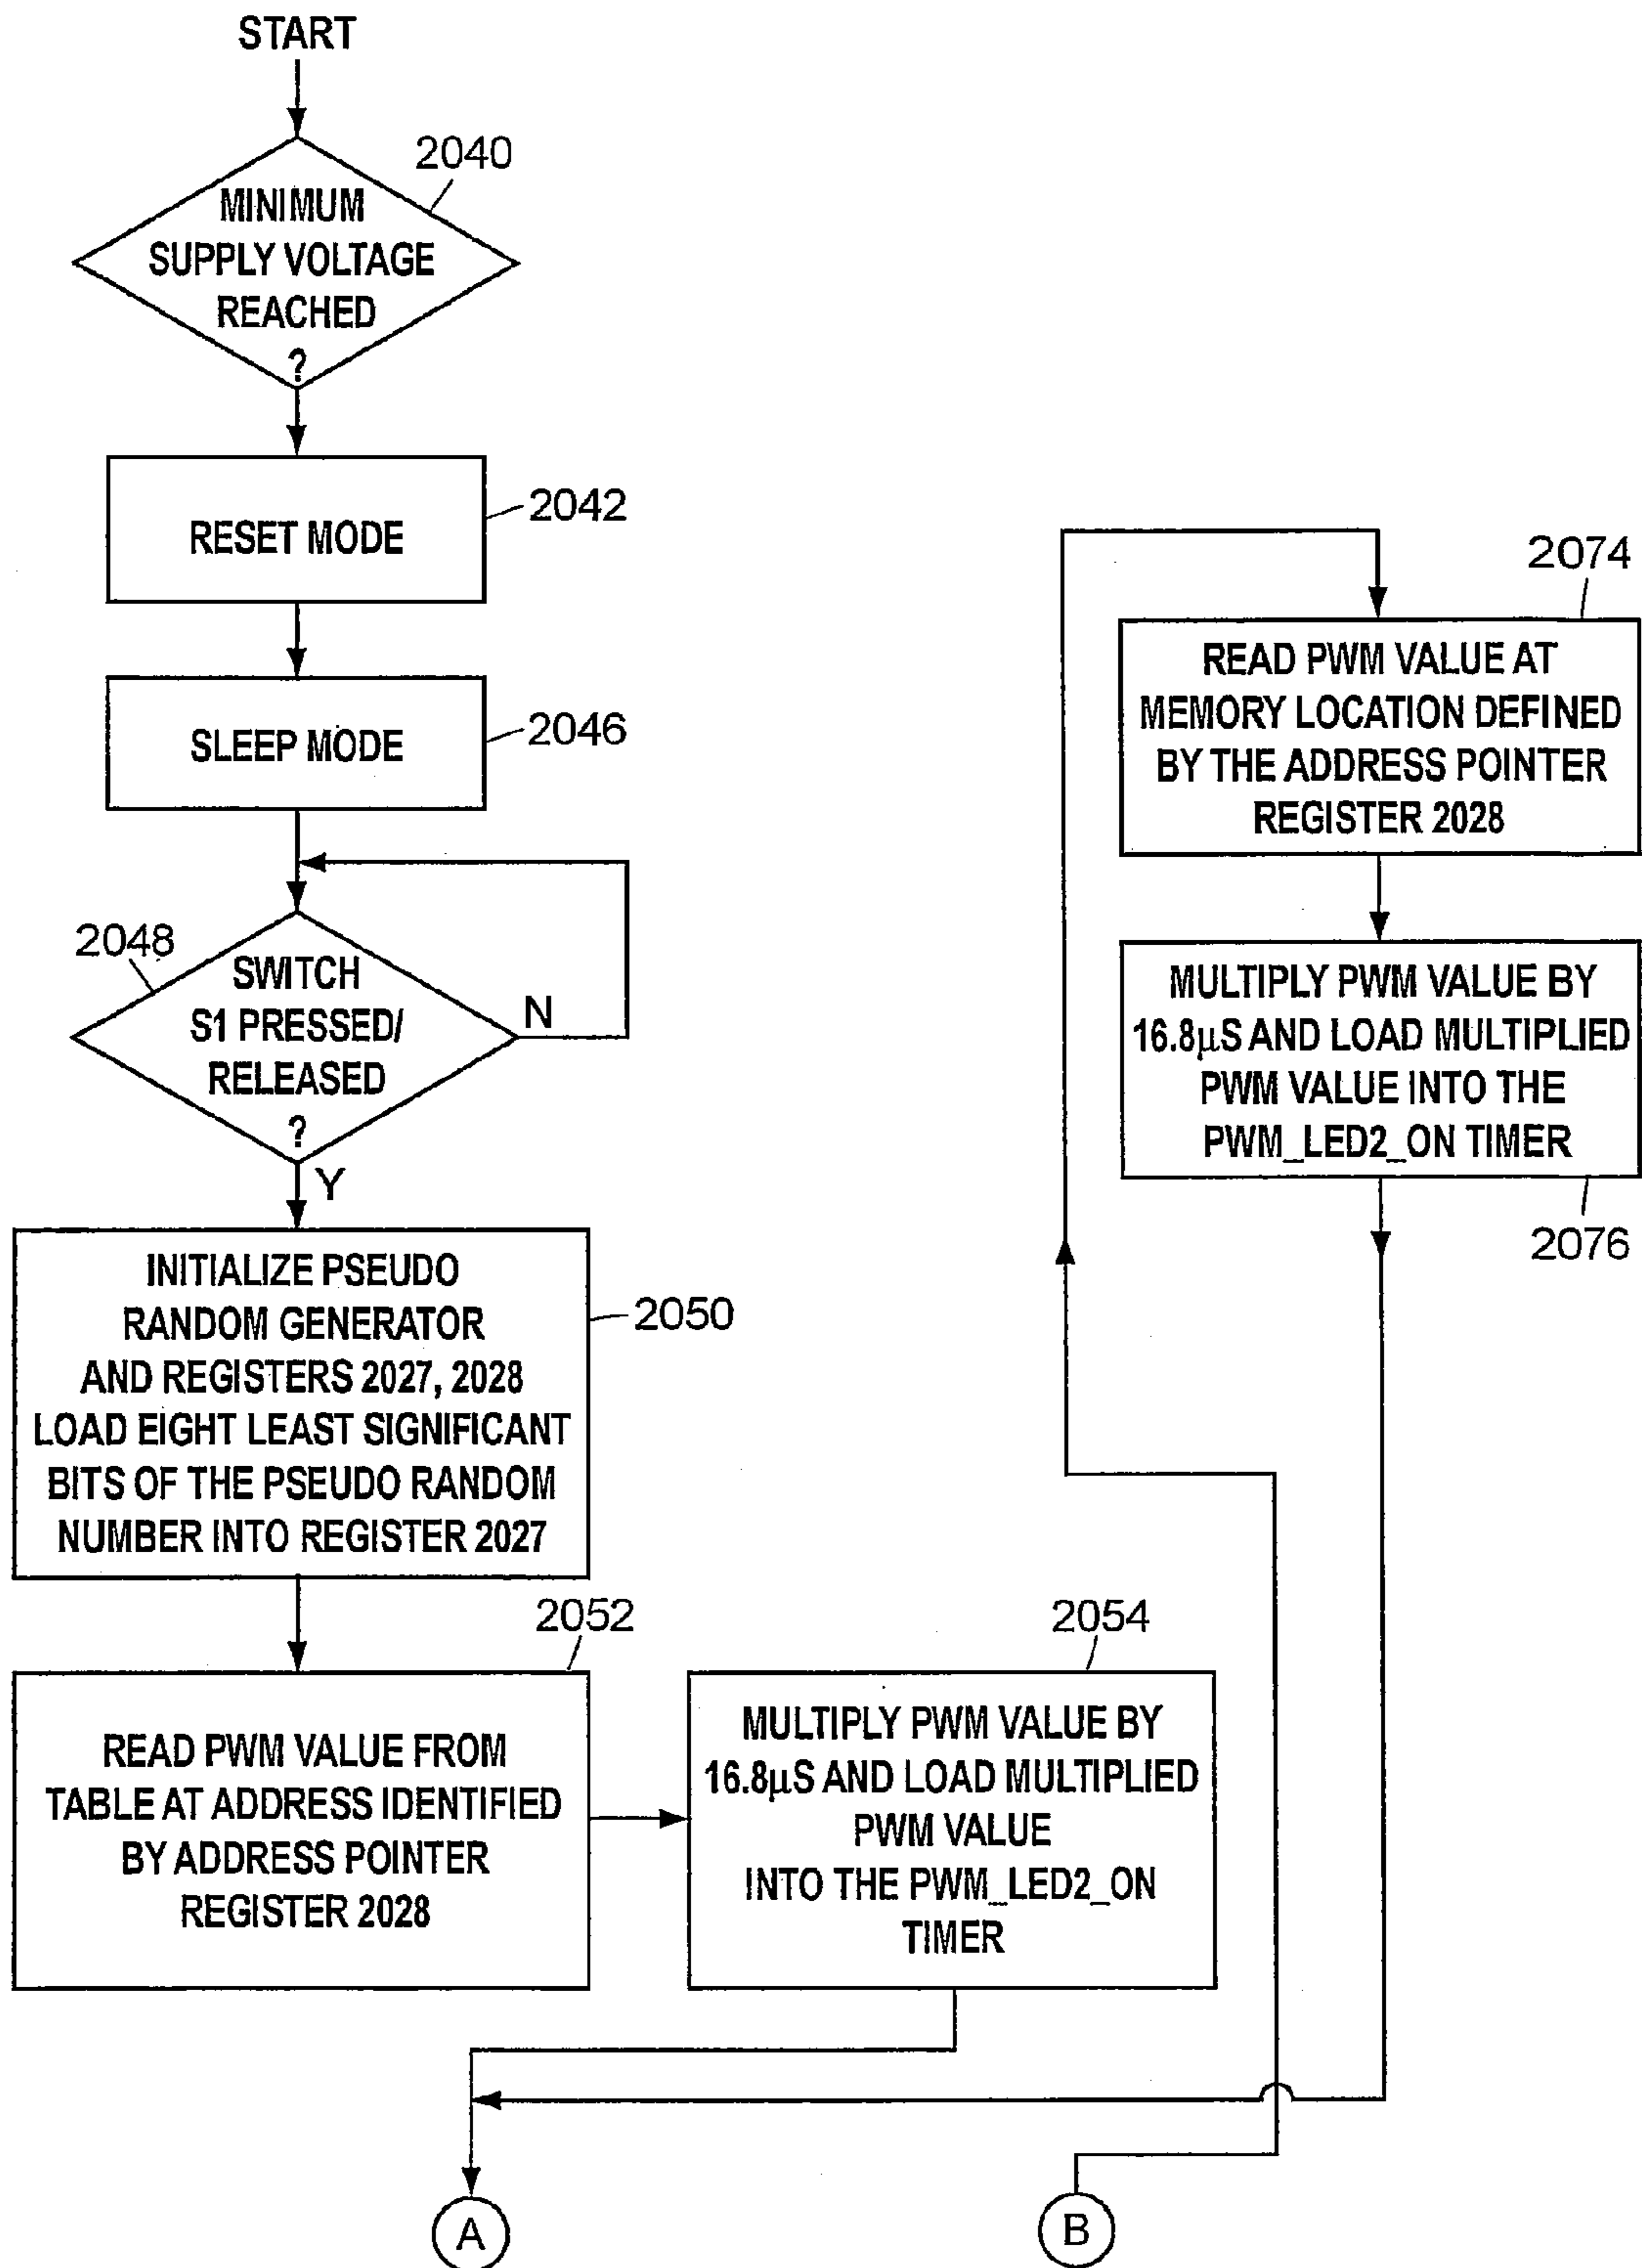 START
2040
MINIMUM
SUPPLY VOLTAGE
REACHED
?
2042
RESET MODE
2046
SLEEP MODE
2048
SWITCH
S1 PRESSED/
RELEASED
?
N
Y
INITIALIZE PSEUDO
RANDOM GENERATOR
AND REGISTERS 2027, 2028
LOAD EIGHT LEAST SIGNIFICANT
BITS OF THE PSEUDO RANDOM
NUMBER INTO REGISTER 2027
2050
2052
READ PWM VALUE FROM
TABLE AT ADDRESS IDENTIFIED
BY ADDRESS POINTER
REGISTER 2028
2054
MULTIPLY PWM VALUE BY
16.8µS AND LOAD MULTIPLIED
PWM VALUE
INTO THE PWM_LED2_ON
TIMER
A
2074
READ PWM VALUE AT
MEMORY LOCATION DEFINED
BY THE ADDRESS POINTER
REGISTER 2028
MULTIPLY PWM VALUE BY
16.8µS AND LOAD MULTIPLIED
PWM VALUE INTO THE
PWM_LED2_ON TIMER
2076
B